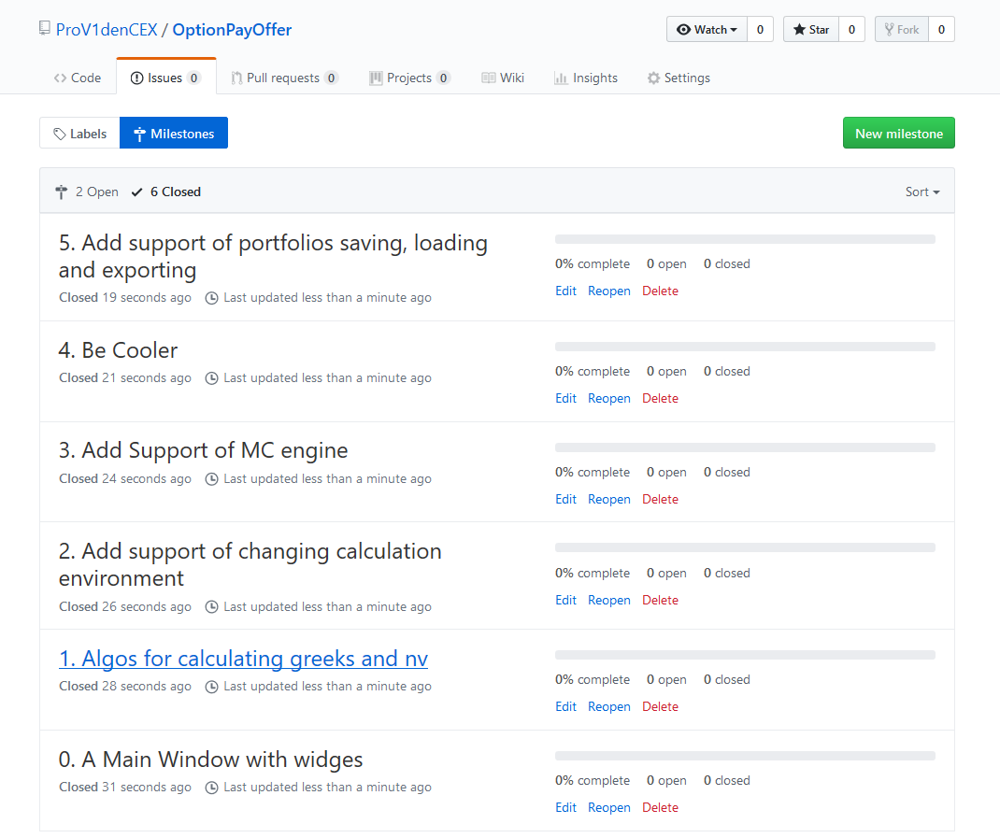 ProV1denCEX / OptionPayOffer
Watch 0 Star 0 Fork 0
Code Issues 0 Pull requests 0 Projects 0 Wiki Insights Settings
Labels Milestones New milestone
2 Open 6 Closed Sort
5. Add support of portfolios saving, loading
and exporting
Closed 19 seconds ago Last updated less than a minute ago
0% complete 0 open 0 closed
Edit Reopen Delete
4. Be Cooler
Closed 21 seconds ago Last updated less than a minute ago
0% complete 0 open 0 closed
Edit Reopen Delete
3. Add Support of MC engine
Closed 24 seconds ago Last updated less than a minute ago
0% complete 0 open 0 closed
Edit Reopen Delete
2. Add support of changing calculation
environment
Closed 26 seconds ago Last updated less than a minute ago
0% complete 0 open 0 closed
Edit Reopen Delete
1. Algos for calculating greeks and nv
Closed 28 seconds ago Last updated less than a minute ago
0% complete 0 open 0 closed
Edit Reopen Delete
0. A Main Window with widges
Closed 31 seconds ago Last updated less than a minute ago
0% complete 0 open 0 closed
Edit Reopen Delete